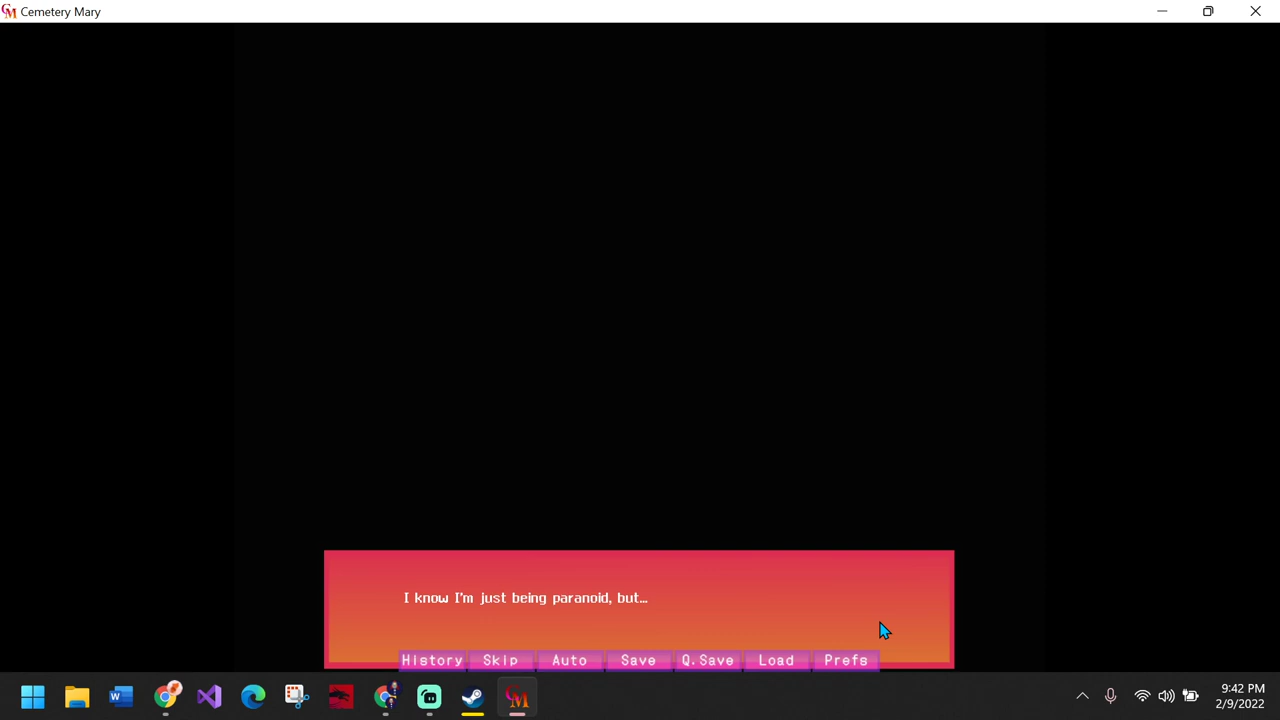 Cemetery Mary
I know I'm just being paranoid, but...
History Skip Auto Save Q.Save Load Prefs
9:42 PM
2/9/2022